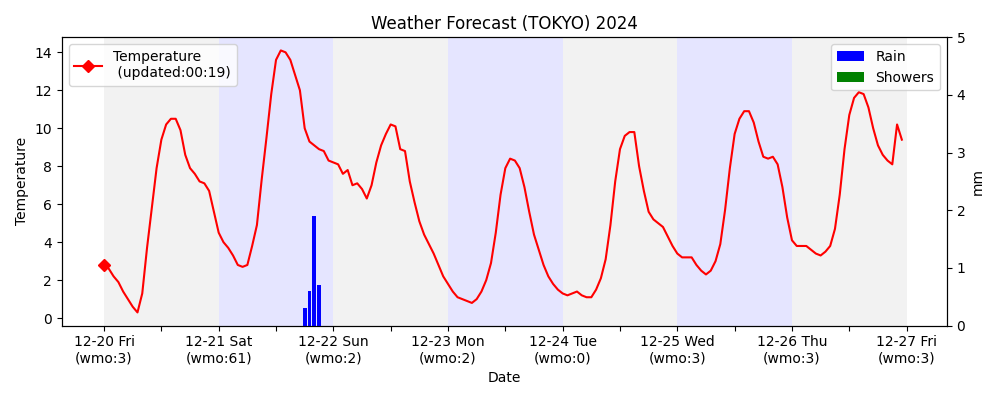 Weather Forecast (TOKYO) 2024
Temperature
(updated:00:19)
Rain
Showers
Temperature
14
12
10
8
6
4
2
0
5
4
3
2
1
0
mm
12-20 Fri
(wmo:3)
12-21 Sat
(wmo:61)
12-22 Sun
(wmo:2)
12-23 Mon
(wmo:2)
12-24 Tue
(wmo:0)
12-25 Wed
(wmo:3)
12-26 Thu
(wmo:3)
12-27 Fri
(wmo:3)
Date